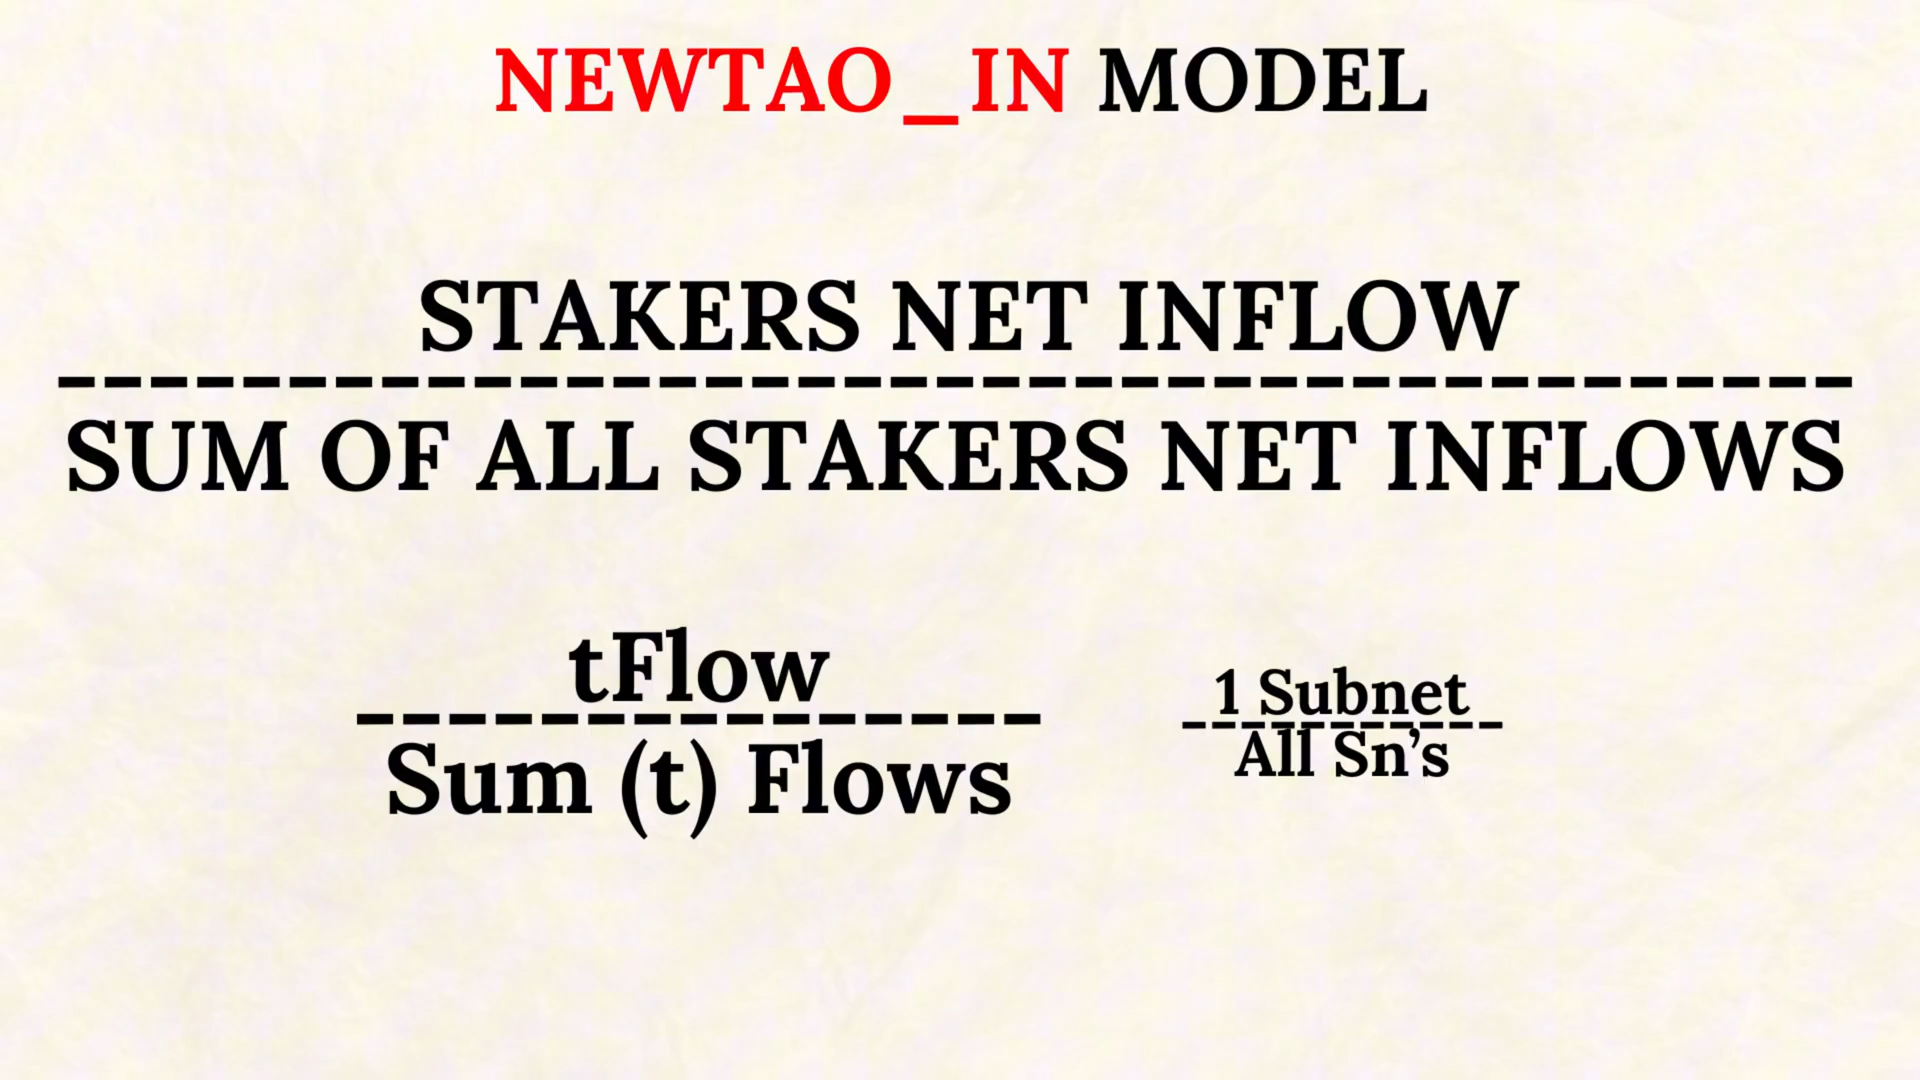 NEWTAO_IN MODEL
STAKERS NET INFLOW
SUM OF ALL STAKERS NET INFLOWS
tFlow
Sum (t) Flows
1 Subnet
All Sn’s